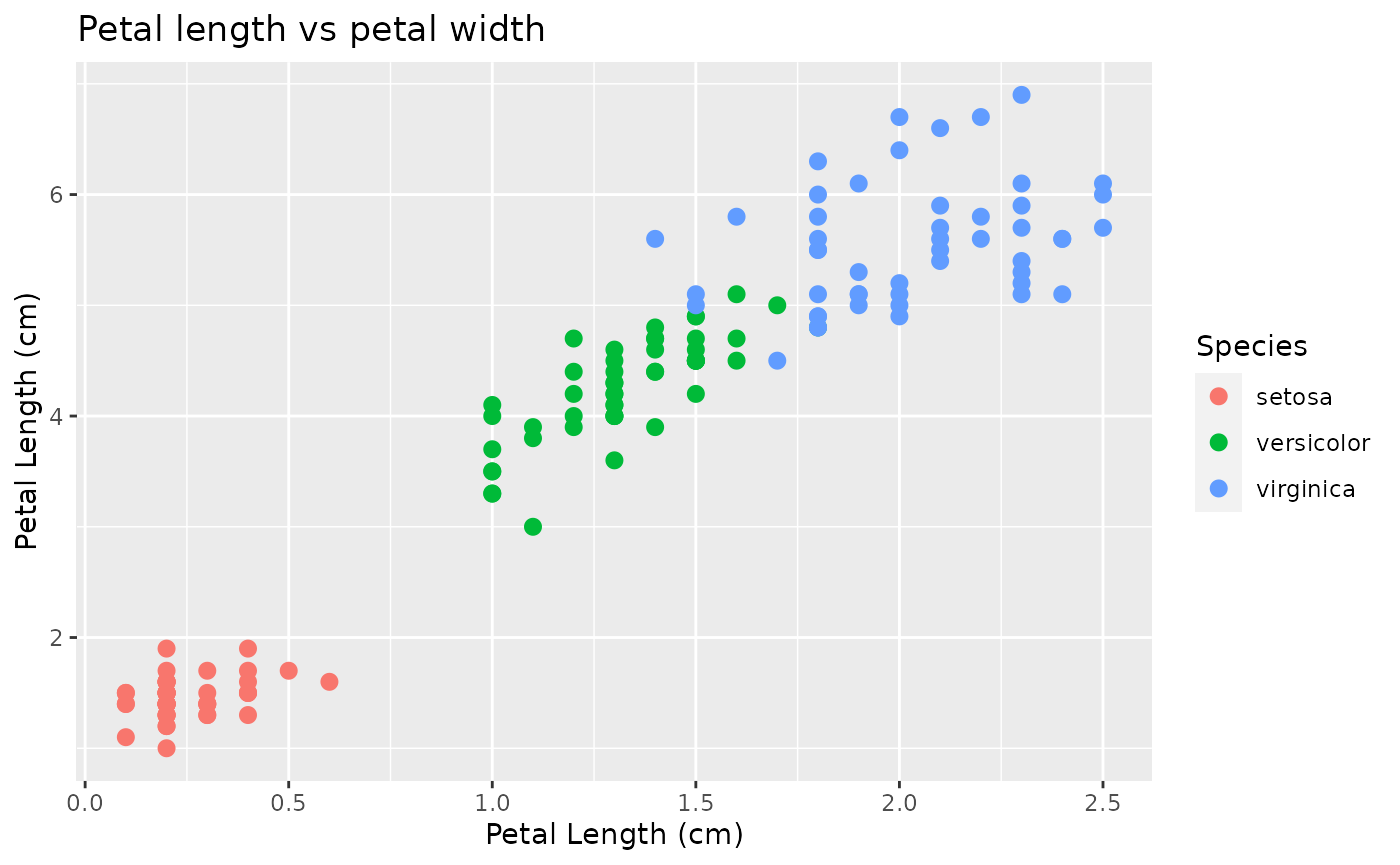 Petal length vs petal width
Petal Length (cm)
6
4
2
0.0 0.5 1.0 1.5 2.0 2.5
Petal Length (cm)
Species
setosa
versicolor
virginica